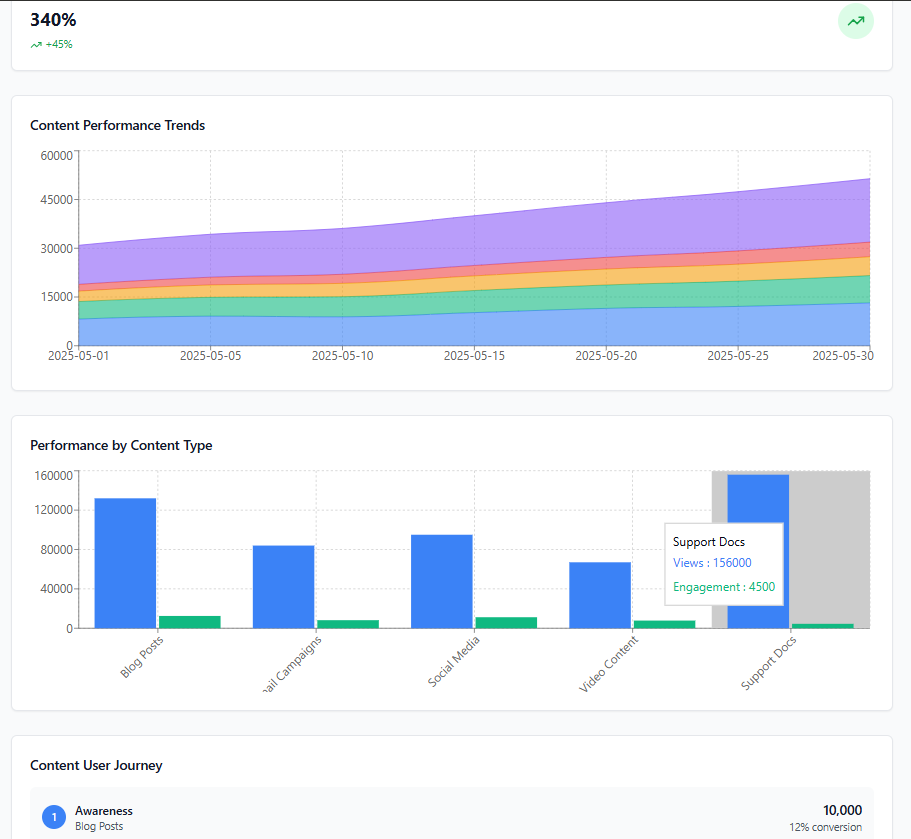 340%
+45%
Content Performance Trends
60000
45000
30000
15000
0
2025-05-01 2025-05-05 2025-05-10 2025-05-15 2025-05-20 2025-05-25 2025-05-30
Performance by Content Type
160000
120000
80000
40000
0
Support Docs
Views : 156000
Engagement : 4500
Blog Posts ail Campaigns Social Media Video Content Support Docs
Content User Journey
1
Awareness
Blog Posts
10,000
12% conversion